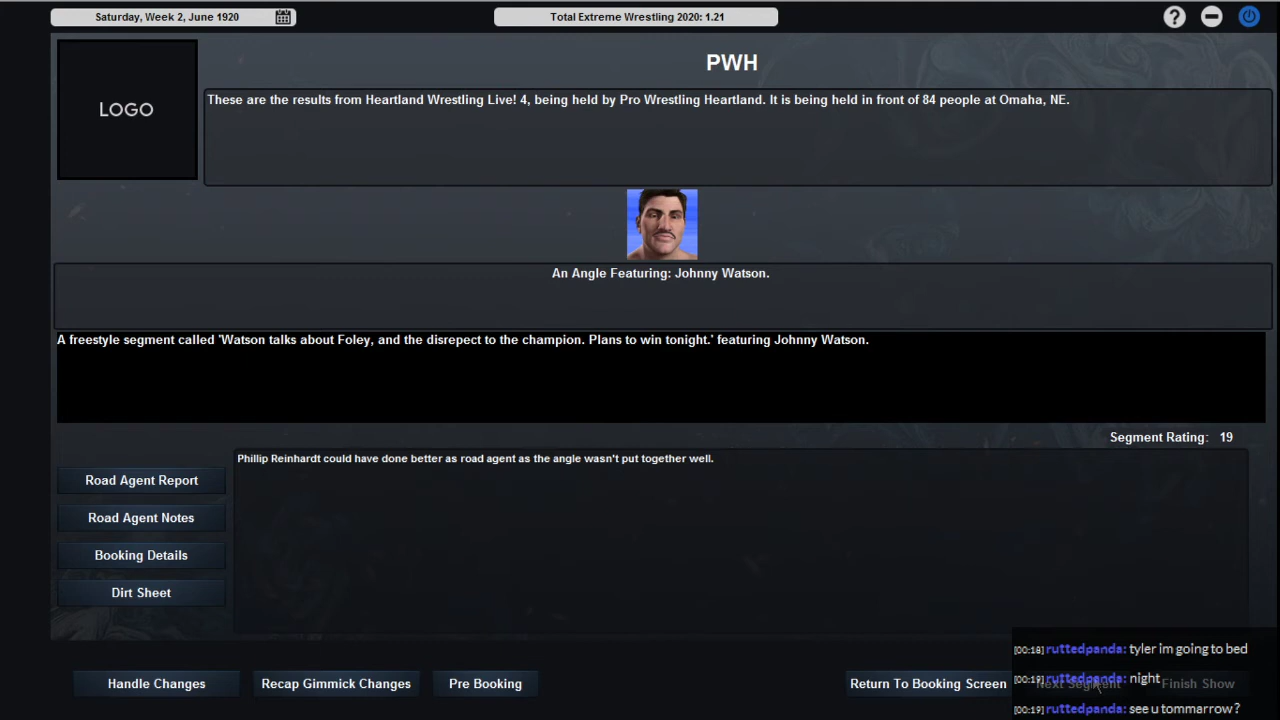 Saturday, Week 2, June 1920
Total Extreme Wrestling 2020: 1.21
?
LOGO
PWH
These are the results from Heartland Wrestling Live! 4, being held by Pro Wrestling Heartland. It is being held in front of 84 people at Omaha, NE.
An Angle Featuring: Johnny Watson.
A freestyle segment called 'Watson talks about Foley, and the disrepect to the champion. Plans to win tonight.' featuring Johnny Watson.
Segment Rating: 19
Phillip Reinhardt could have done better as road agent as the angle wasn't put together well.
Road Agent Report
Road Agent Notes
Booking Details
Dirt Sheet
[00:18] ruttedpanda: tyler im going to bed
[00:19] ruttedpanda: night
[00:19] ruttedpanda: see u tommarrow?
Handle Changes
Recap Gimmick Changes
Pre Booking
Return To Booking Screen
Next Segment
Finish Show